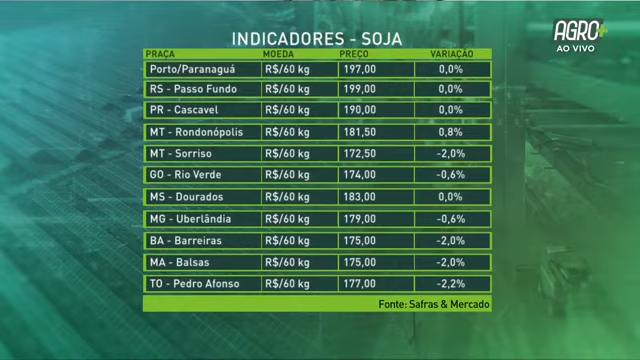 AGRO+
AO VIVO
INDICADORES - SOJA
PRAÇA MOEDA PREÇO VARIAÇÃO
Porto/Paranaguá R$/60 kg 197,00 0,0%
RS - Passo Fundo R$/60 kg 199,00 0,0%
PR - Cascavel R$/60 kg 190,00 0,0%
MT - Rondonópolis R$/60 kg 181,50 0,8%
MT - Sorriso R$/60 kg 172,50 -2,0%
GO - Rio Verde R$/60 kg 174,00 -0,6%
MS - Dourados R$/60 kg 183,00 0,0%
MG - Uberlândia R$/60 kg 179,00 -0,6%
BA - Barreiras R$/60 kg 175,00 -2,0%
MA - Balsas R$/60 kg 175,00 -2,0%
TO - Pedro Afonso R$/60 kg 177,00 -2,2%
Fonte: Safras & Mercado